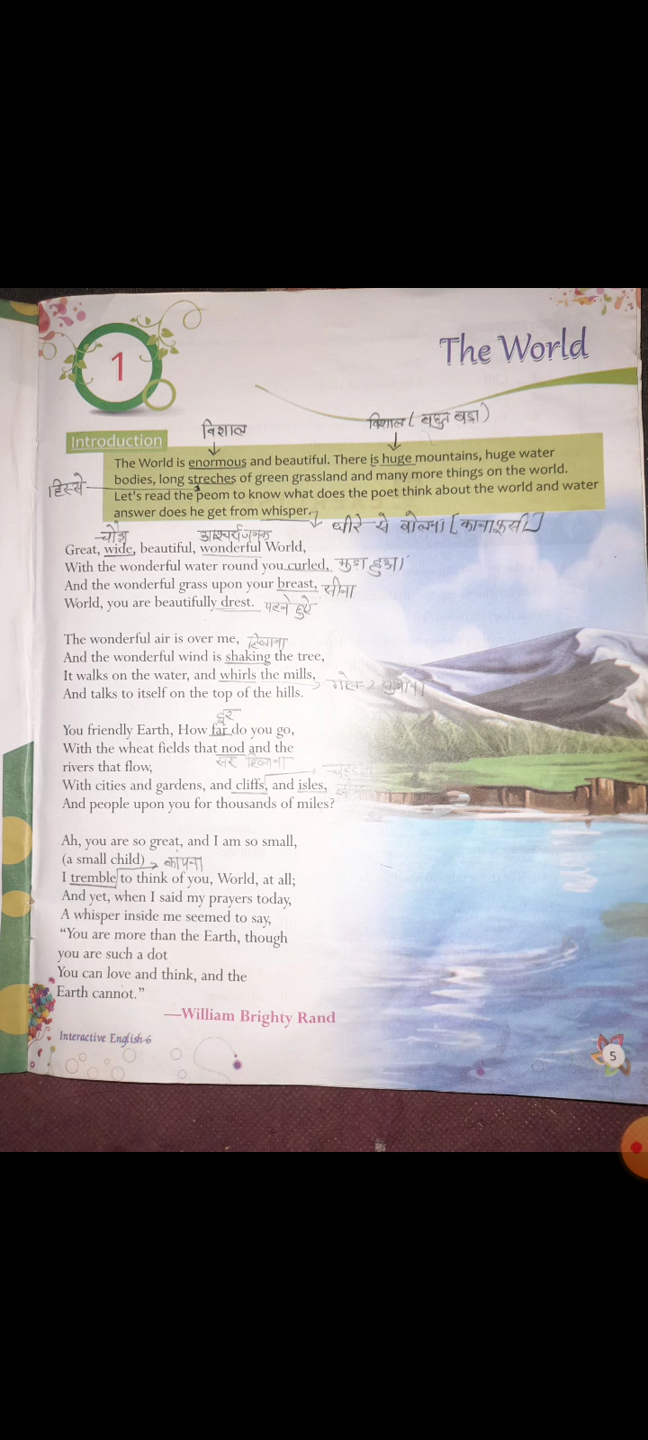 1
The World
विशाल
विशाल ( बहुत बड़ा )
Introduction
The World is enormous and beautiful. There is huge mountains, huge water
हिस्से
bodies, long streches of green grassland and many more things on the world.
Let's read the peom to know what does the poet think about the world and water
answer does he get from whisper.
धीरे से बोलना [कानाफूसी]
चौड़ा आश्चर्यजनक
Great, wide, beautiful, wonderful World,
With the wonderful water round you curled, मुड़ा हुआ
And the wonderful grass upon your breast, सीना
World, you are beautifully drest. पहने हुऐ
The wonderful air is over me, हिलाना
And the wonderful wind is shaking the tree,
It walks on the water, and whirls the mills,
And talks to itself on the top of the hills.
दूर
You friendly Earth, How far do you go,
With the wheat fields that nod and the
rivers that flow, सर हिलाना
With cities and gardens, and cliffs, and isles,
And people upon you for thousands of miles?
Ah, you are so great, and I am so small,
(a small child) कांपना
I tremble to think of you, World, at all;
And yet, when I said my prayers today,
A whisper inside me seemed to say,
“You are more than the Earth, though
you are such a dot
You can love and think, and the
Earth cannot.”
—William Brighty Rand
Interactive English-6
5